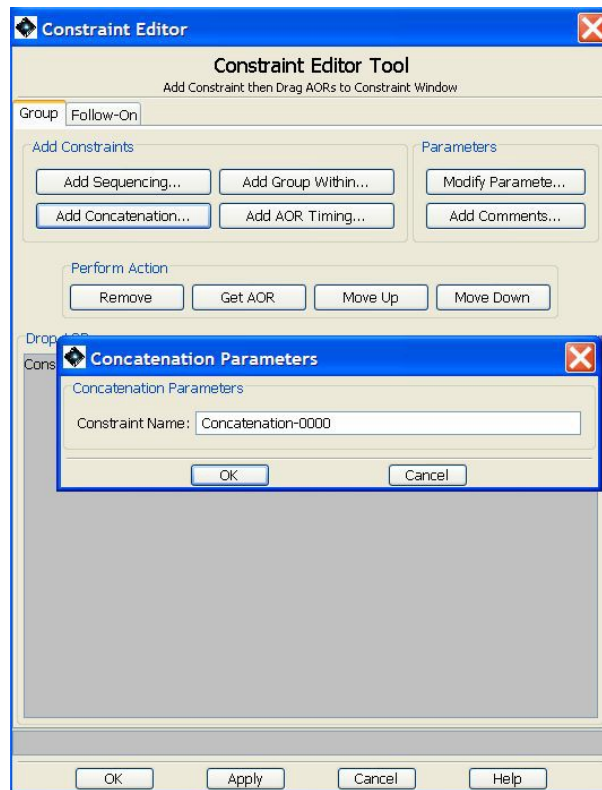 Constraint Editor
Constraint Editor Tool
Add Constraint then Drag AORs to Constraint Window
Group Follow-On
Add Constraints Parameters
Add Sequencing... Add Group Within... Modify Paramete...
Add Concatenation... Add AOR Timing... Add Comments...
Perform Action
Remove Get AOR Move Up Move Down
Drop
Cons
Concatenation Parameters
Concatenation Parameters
Constraint Name: Concatenation-0000
OK Cancel
OK Apply Cancel Help